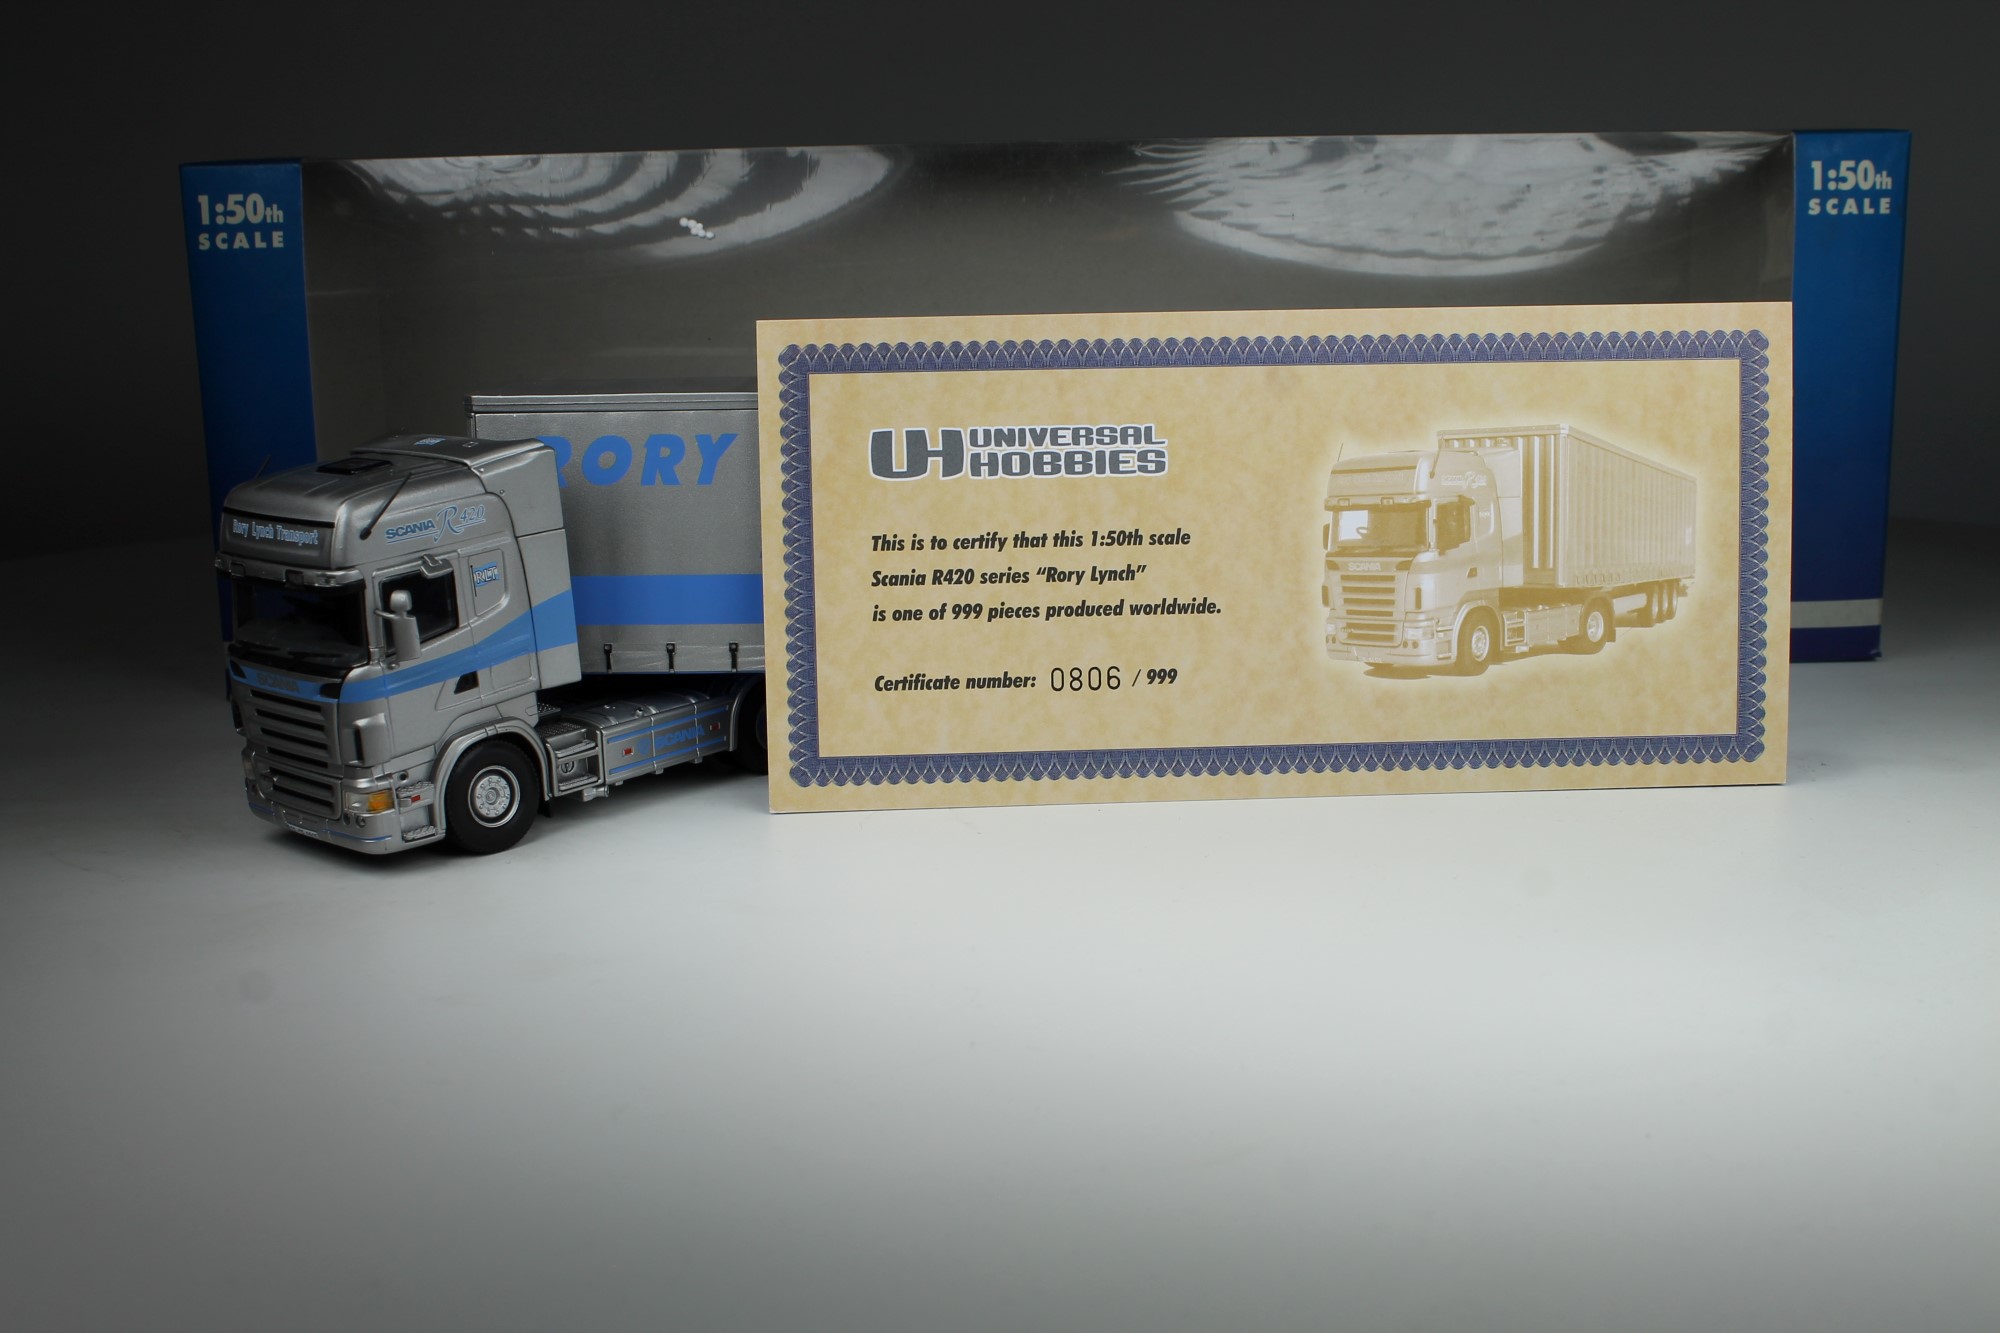 1:50th
SCALE
1:50th
SCALE
RORY
Rory Lynch Transport
SCANIA R420
RLT
SCANIA
SCANIA
UH UNIVERSAL
HOBBIES
This is to certify that this 1:50th scale
Scania R420 series “Rory Lynch”
is one of 999 pieces produced worldwide.
Certificate number: 0806 / 999
SCANIA